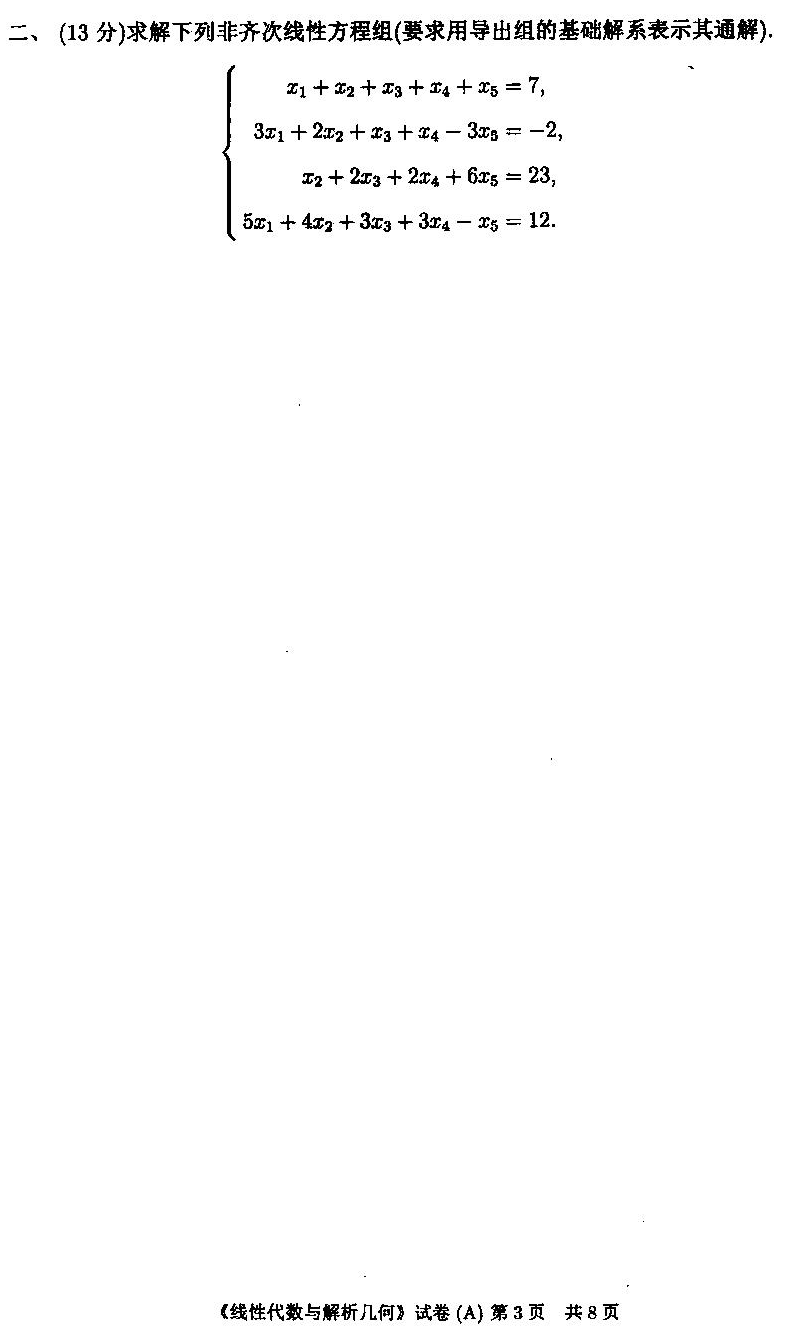 二、 (13 分)求解下列非齐次线性方程组(要求用导出组的基础解系表示其通解).
x₁ + x₂ + x₃ + x₄ + x₅ = 7,
3x₁ + 2x₂ + x₃ + x₄ − 3x₅ = −2,
x₂ + 2x₃ + 2x₄ + 6x₅ = 23,
5x₁ + 4x₂ + 3x₃ + 3x₄ − x₅ = 12.
《线性代数与解析几何》试卷 (A) 第 3 页 共 8 页